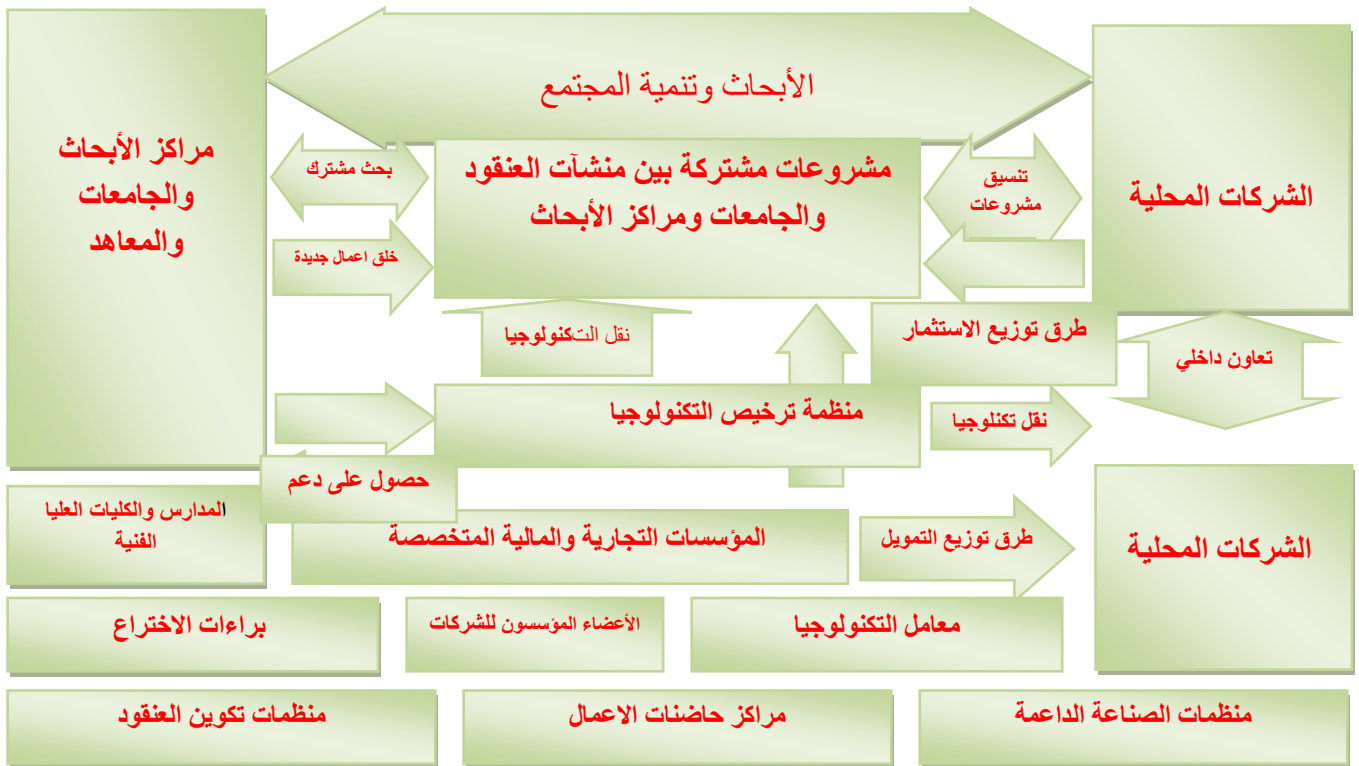 الأبحاث وتنمية المجتمع
الشركات المحلية
تنسيق
مشروعات
مشروعات مشتركة بين منشآت العنقود
والجامعات ومراكز الأبحاث
بحث مشترك
مراكز الأبحاث
والجامعات
والمعاهد
خلق اعمال جديدة
طرق توزيع الاستثمار
نقل التكنولوجيا
تعاون داخلي
نقل تكنلوجيا
منظمة ترخيص التكنولوجيا
حصول على دعم
المدارس والكليات العليا
الفنية
الشركات المحلية
طرق توزيع التمويل
المؤسسات التجارية والمالية المتخصصة
معامل التكنولوجيا
الأعضاء المؤسسون للشركات
براءات الاختراع
منظمات الصناعة الداعمة
مراكز حاضنات الاعمال
منظمات تكوين العنقود